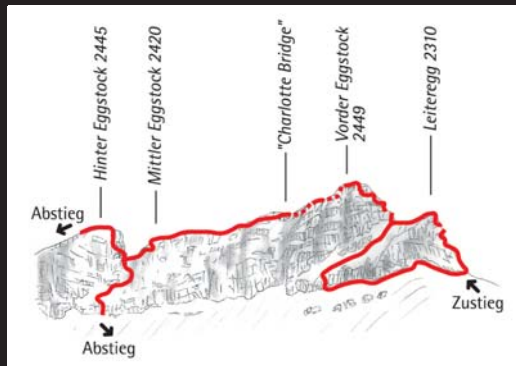 Hinter Eggstock 2445
Mittler Eggstock 2420
"Charlotte Bridge"
Vorder Eggstock
2449
Leiteregg 2310
Abstieg
Zustieg
Abstieg